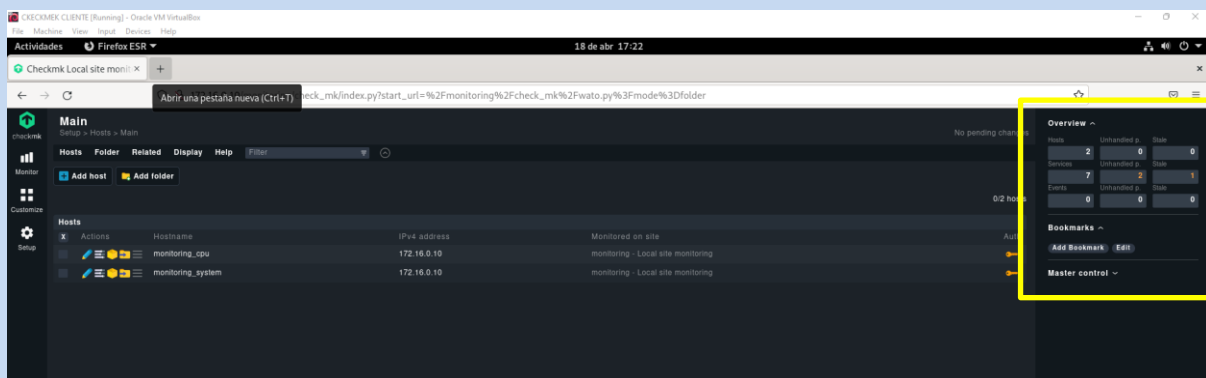 CKECKMEK CLIENTE [Running] - Oracle VM VirtualBox
File Machine View Input Devices Help
Actividades Firefox ESR 18 de abr 17:22
Checkmk Local site monit
Abrir una pestaña nueva (Ctrl+T) check_mk/index.py?start_url=%2Fmonitoring%2Fcheck_mk%2Fwato.py%3Fmode%3Dfolder
checkmk
Monitor
Customize
Setup
Main
Setup > Hosts > Main No pending changes
Hosts Folder Related Display Help Filter
Add host Add folder
0/2 hos
Hosts
X Actions Hostname IPv4 address Monitored on site Aut
monitoring_cpu 172.16.0.10 monitoring - Local site monitoring
monitoring_system 172.16.0.10 monitoring - Local site monitoring
Overview
Hosts Unhandled p. Stale
2 0 0
Services Unhandled p. Stale
7 2 1
Events Unhandled p. Stale
0 0 0
Bookmarks
Add Bookmark Edit
Master control